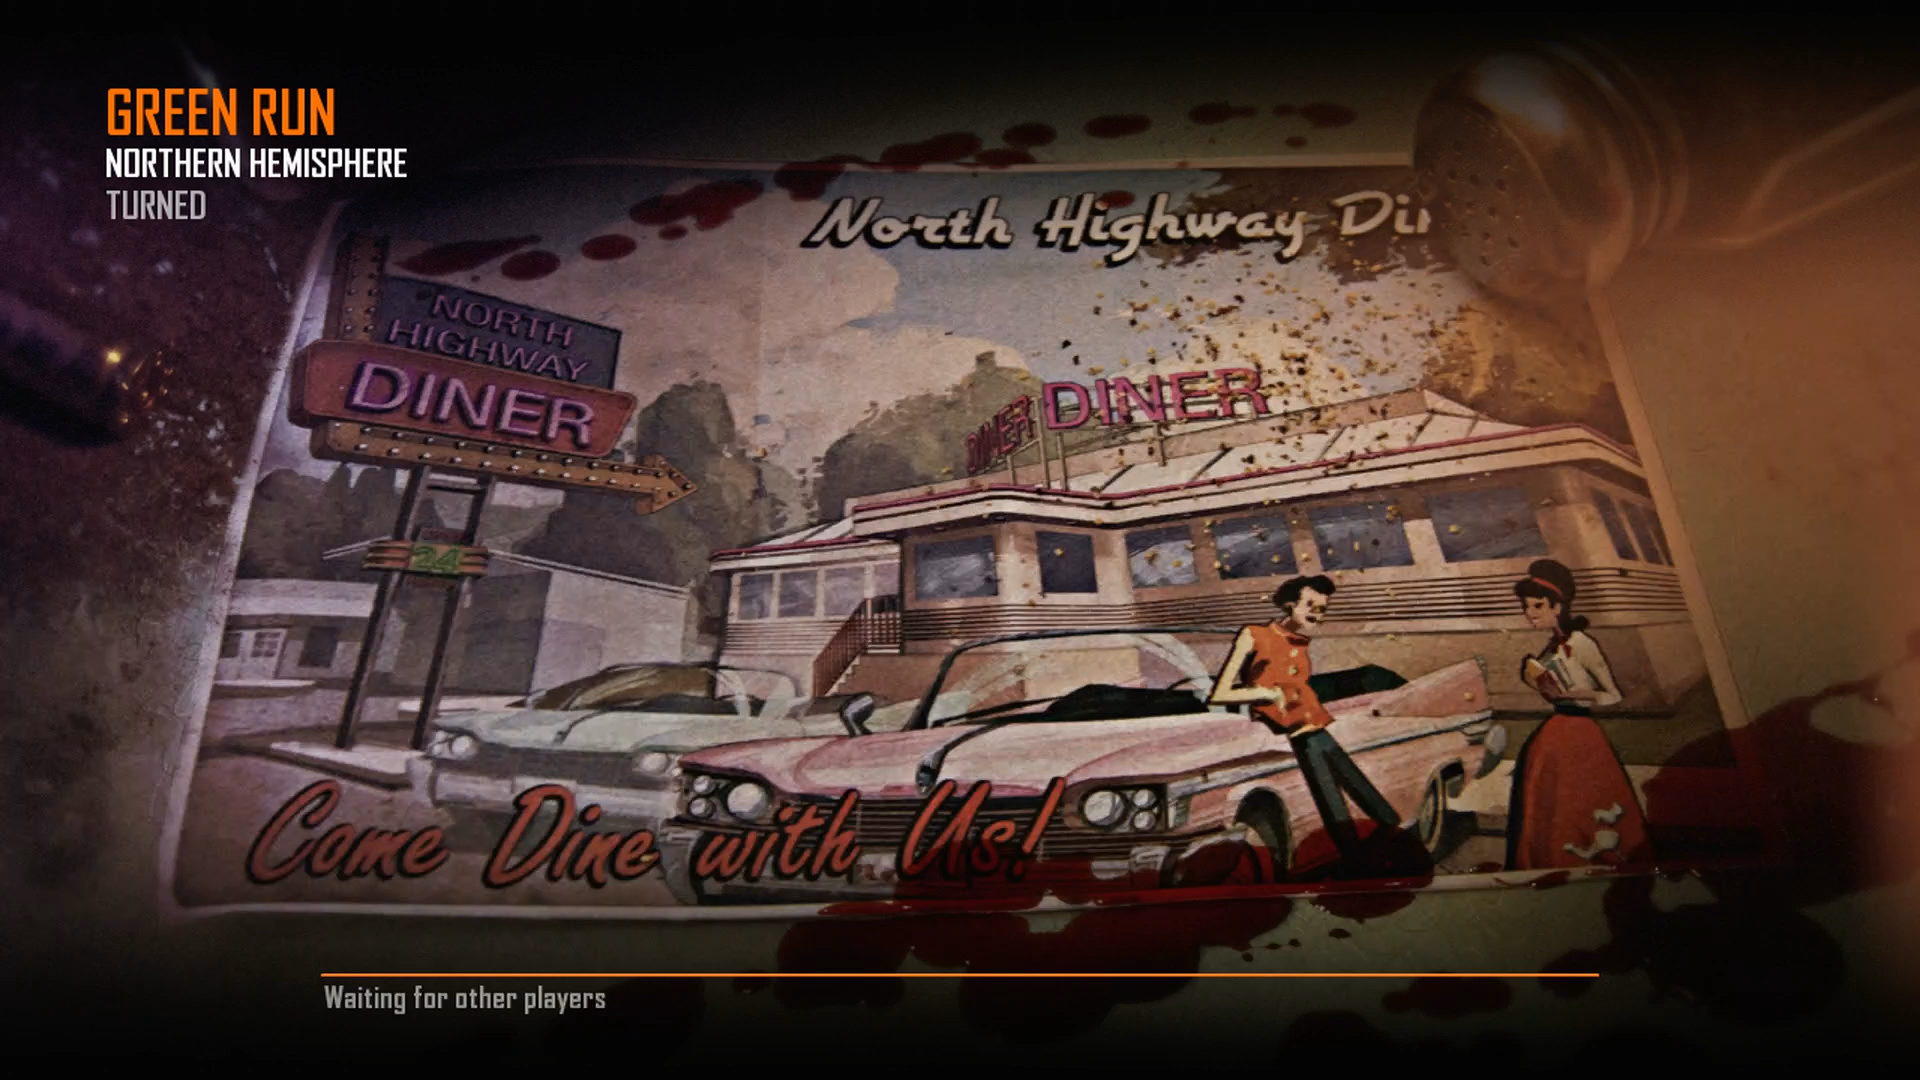 GREEN RUN
NORTHERN HEMISPHERE
TURNED
North Highway Din
NORTH
HIGHWAY
DINER
24
DINER
DINER
Come Dine with Us!
Waiting for other players